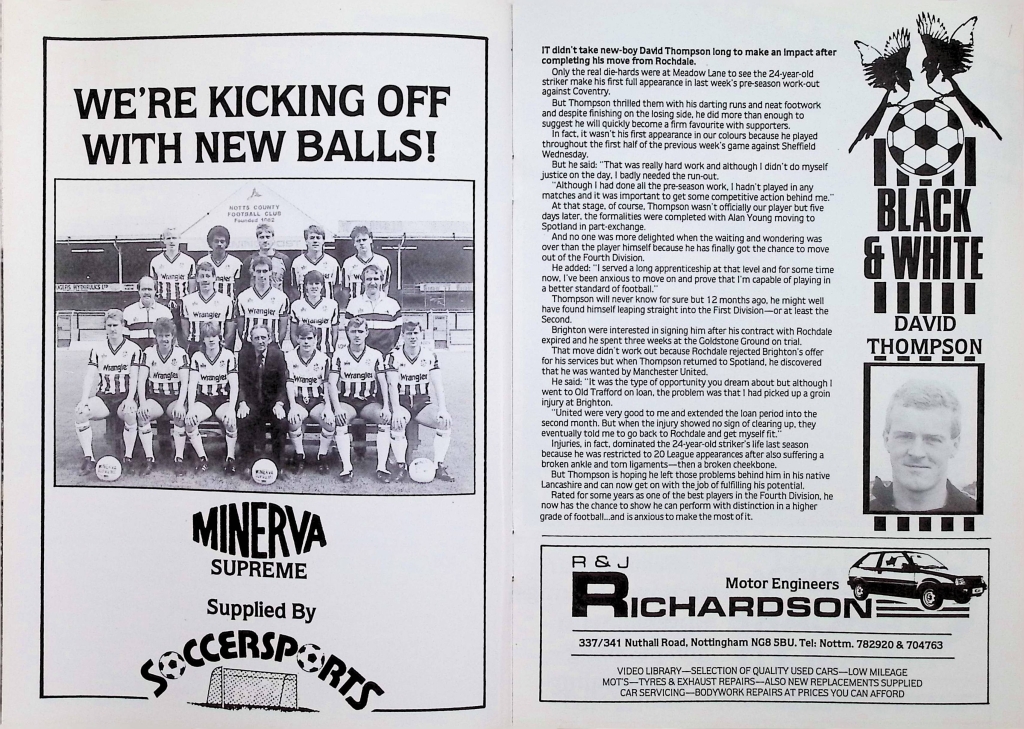 WE'RE KICKING OFF
WITH NEW BALLS!
NOTTS COUNTY
FOOTBALL CLUB
Founded 1862
Wrangler
Wrangler
Wrangler
Wrangler
Wrangler
Wrangler
Wrangler
Wrangler
Wrangler
Wrangler
Wrangler
Wrangler
MINERVA
MINERVA
MINERVA
MINERVA
SUPREME
Supplied By
SOCCERSPORTS
IT didn't take new-boy David Thompson long to make an impact after
completing his move from Rochdale.
Only the real die-hards were at Meadow Lane to see the 24-year-old
striker make his first full appearance in last week's pre-season work-out
against Coventry.
But Thompson thrilled them with his darting runs and neat footwork
and despite finishing on the losing side, he did more than enough to
suggest he will quickly become a firm favourite with supporters.
In fact, it wasn't his first appearance in our colours because he played
throughout the first half of the previous week's game against Sheffield
Wednesday.
But he said: "That was really hard work and although I didn't do myself
justice on the day, I badly needed the run-out.
"Although I had done all the pre-season work, I hadn't played in any
matches and it was important to get some competitive action behind me."
At that stage, of course, Thompson wasn't officially our player but five
days later, the formalities were completed with Alan Young moving to
Spotland in part-exchange.
And no one was more delighted when the waiting and wondering was
over than the player himself because he has finally got the chance to move
out of the Fourth Division.
He added: "I served a long apprenticeship at that level and for some time
now, I've been anxious to move on and prove that I'm capable of playing in
a better standard of football."
Thompson will never know for sure but 12 months ago, he might well
have found himself leaping straight into the First Division—or at least the
Second.
Brighton were interested in signing him after his contract with Rochdale
expired and he spent three weeks at the Goldstone Ground on trial.
That move didn't work out because Rochdale rejected Brighton's offer
for his services but when Thompson returned to Spotland, he discovered
that he was wanted by Manchester United.
He said: "It was the type of opportunity you dream about but although I
went to Old Trafford on loan, the problem was that I had picked up a groin
injury at Brighton.
"United were very good to me and extended the loan period into the
second month. But when the injury showed no sign of clearing up, they
eventually told me to go back to Rochdale and get myself fit."
Injuries, in fact, dominated the 24-year-old striker's life last season
because he was restricted to 20 League appearances after also suffering a
broken ankle and torn ligaments—then a broken cheekbone.
But Thompson is hoping he left those problems behind him in his native
Lancashire and can now get on with the job of fulfilling his potential.
Rated for some years as one of the best players in the Fourth Division, he
now has the chance to show he can perform with distinction in a higher
grade of football...and is anxious to make the most of it.
BLACK
& WHITE
DAVID
THOMPSON
R & J
RICHARDSON
Motor Engineers
337/341 Nuthall Road, Nottingham NG8 5BU. Tel: Nottm. 782920 & 704763
VIDEO LIBRARY—SELECTION OF QUALITY USED CARS—LOW MILEAGE
MOT'S—TYRES & EXHAUST REPAIRS—ALSO NEW REPLACEMENTS SUPPLIED
CAR SERVICING—BODYWORK REPAIRS AT PRICES YOU CAN AFFORD